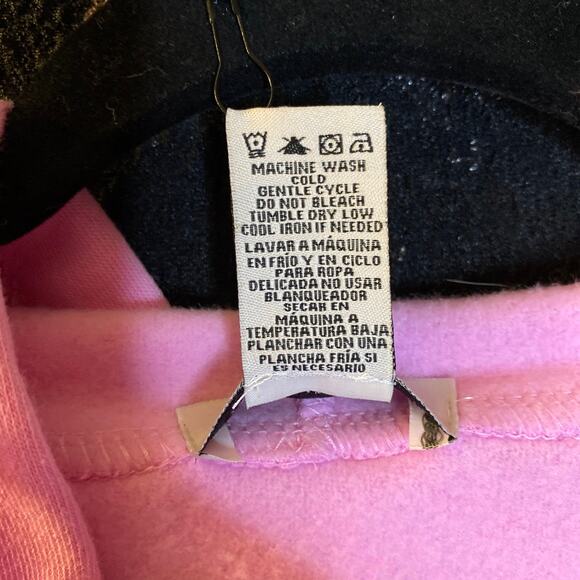 MACHINE WASH
COLD
GENTLE CYCLE
DO NOT BLEACH
TUMBLE DRY LOW
COOL IRON IF NEEDED
LAVAR A MÁQUINA
EN FRÍO Y EN CICLO
PARA ROPA
DELICADA NO USAR
BLANQUEADOR
SECAR EN
MÁQUINA A
TEMPERATURA BAJA
PLANCHAR CON UNA
PLANCHA FRÍA SI
ES NECESARIO